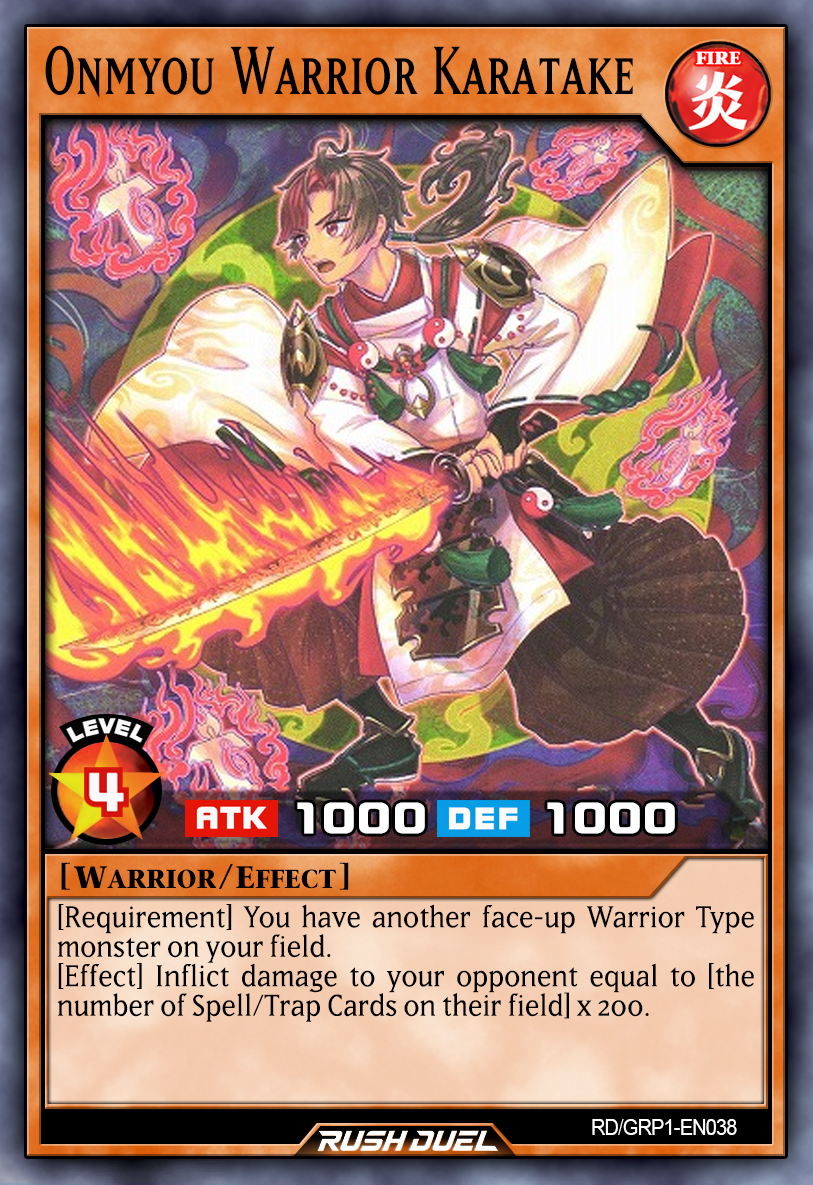 Onmyou Warrior Karatake
FIRE
炎
LEVEL
4
ATK 1000 DEF 1000
[Warrior/Effect]
[Requirement] You have another face-up Warrior Type
monster on your field.
[Effect] Inflict damage to your opponent equal to [the
number of Spell/Trap Cards on their field] x 200.
RUSH DUEL
RD/GRP1-EN038